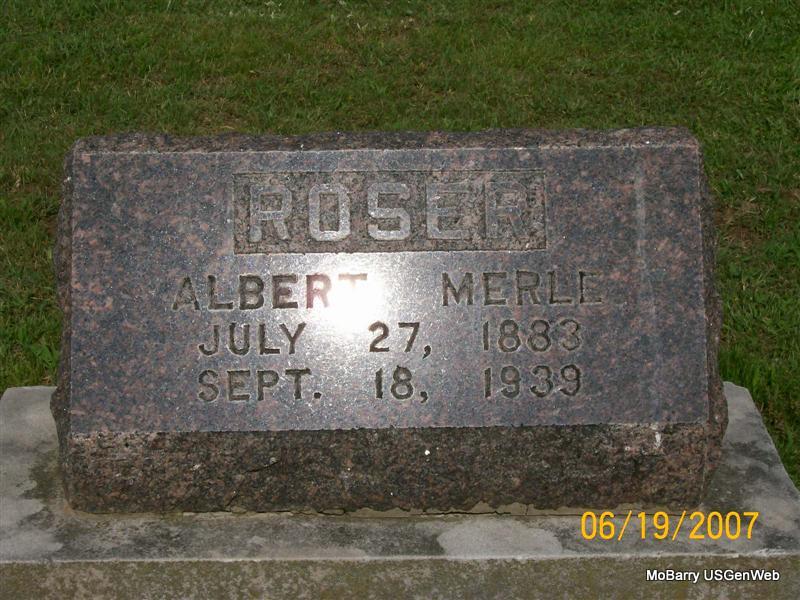 ROSER
ALBERT MERLE
JULY 27, 1883
SEPT. 18, 1939
06/19/2007
MoBarry USGenWeb